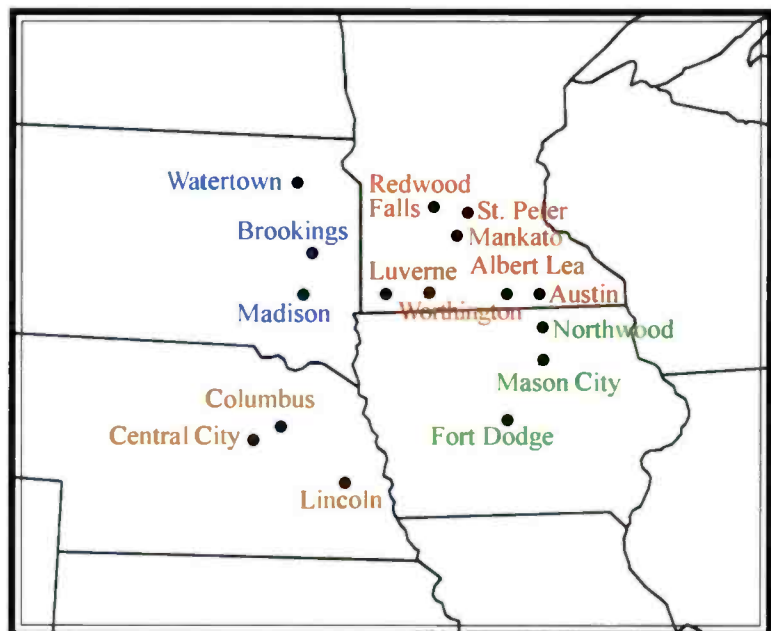 Watertown
Redwood
Falls
St. Peter
Mankato
Brookings
Albert Lea
Luverne
Madison
Worthington
Austin
Northwood
Mason City
Columbus
Central City
Fort Dodge
Lincoln